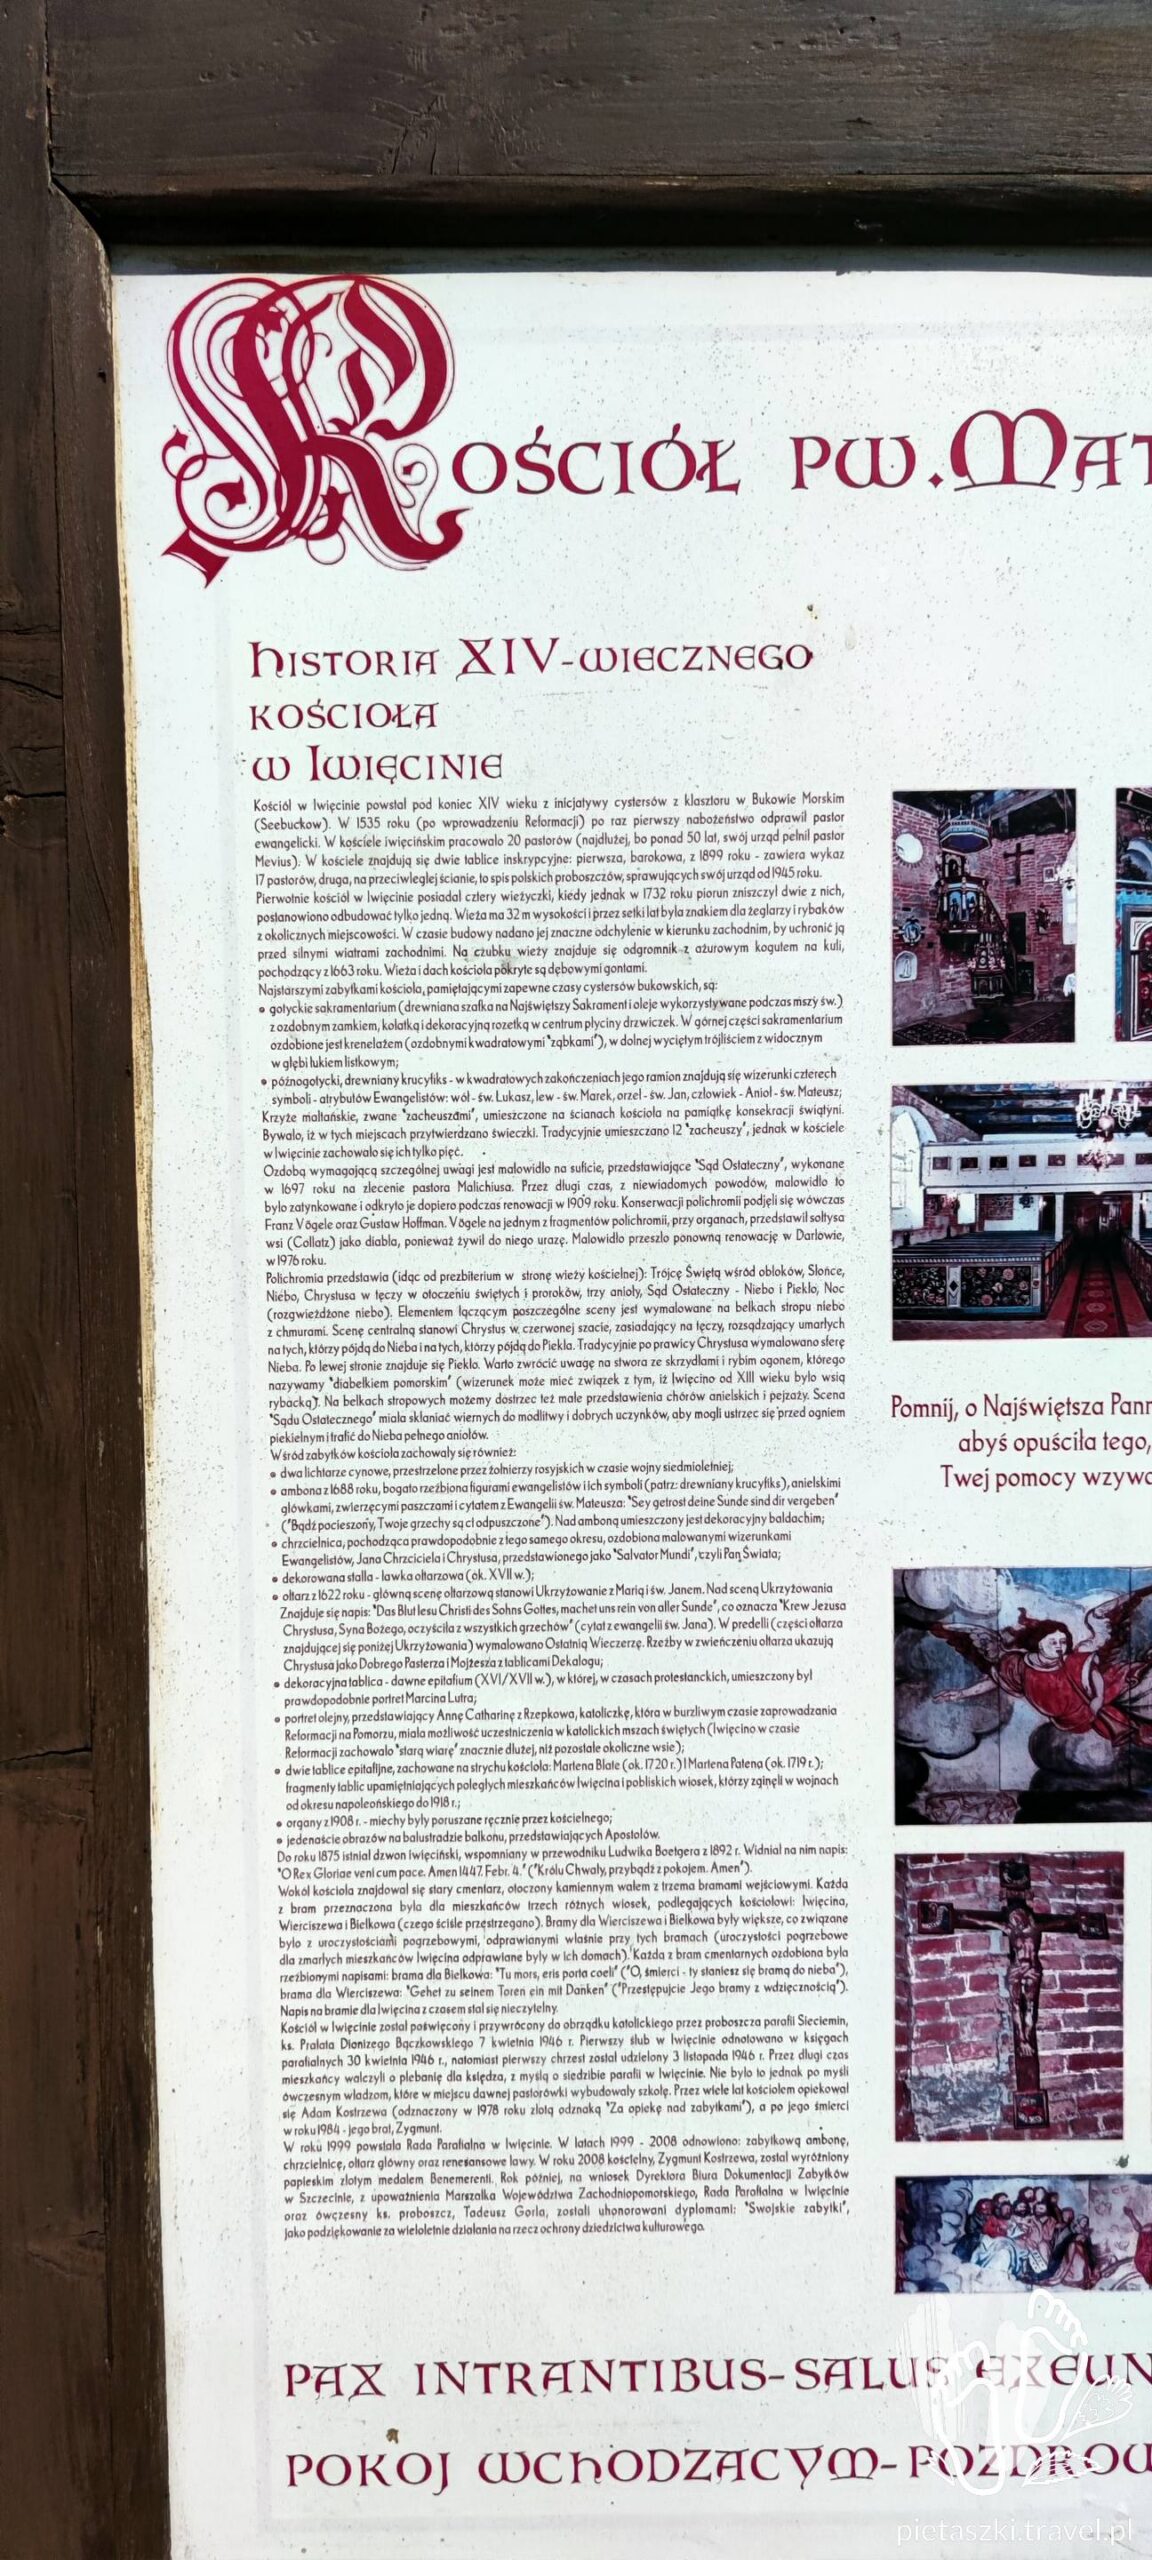 Kościół pw. Mat
Historia XIV-wiecznego
kościoła
w Iwięcinie
Kościół w Iwięcinie powstał pod koniec XIV wieku z inicjatywy cystersów z klasztoru w Bukowie Morskim
(Seebuckow). W 1535 roku (po wprowadzeniu Reformacji) po raz pierwszy nabożeństwo odprawił pastor
ewangelicki. W kościele iwięcińskim pracowało 20 pastorów (najdłużej, bo ponad 50 lat, swój urząd pełnił pastor
Mevius). W kościele znajdują się dwie tablice inskrypcyjne: pierwsza, barokowa, z 1899 roku - zawiera wykaz
17 pastorów, druga, na przeciwległej ścianie, to spis polskich proboszczów, sprawujących swój urząd od 1945 roku.
Pierwotnie kościół w Iwięcinie posiadał cztery wieżyczki, kiedy jednak w 1732 roku piorun zniszczył dwie z nich,
postanowiono odbudować tylko jedną. Wieża ma 32 m wysokości i przez setki lat była znakiem dla żeglarzy i rybaków
z okolicznych miejscowości. W czasie budowy nadano jej znaczne odchylenie w kierunku zachodnim, by uchronić ją
przed silnymi wiatrami zachodnimi. Na czubku wieży znajduje się odgromnik z ażurowym kogutem na kuli,
pochodzący z 1663 roku. Wieża i dach kościoła pokryte są dębowymi gontami.
Najstarszymi zabytkami kościoła, pamiętającymi zapewne czasy cystersów bukowskich, są:
• gotyckie sakramentarium (drewniana szafka na Najświętszy Sakrament i oleje wykorzystywane podczas mszy św.)
z ozdobnym zamkiem, kołatką i dekoracyjną rozetką w centrum płyciny drzwiczek. W górnej części sakramentarium
ozdobione jest krenelażem (ozdobnymi kwadratowymi "ząbkami"), w dolnej wyciętym trójliściem z widocznym
w głębi łukiem listkowym;
• późnogotycki, drewniany krucyfiks - w kwadratowych zakończeniach jego ramion znajdują się wizerunki czterech
symboli - atrybutów Ewangelistów: wół - św. Łukasz, lew - św. Marek, orzeł - św. Jan, człowiek - Anioł - św. Mateusz;
Krzyże maltańskie, zwane "zacheuszami", umieszczone na ścianach kościoła na pamiątkę konsekracji świątyni.
Bywało, iż w tych miejscach przytwierdzano świeczki. Tradycyjnie umieszczano 12 "zacheuszy", jednak w kościele
w Iwięcinie zachowało się ich tylko pięć.
Ozdobą wymagającą szczególnej uwagi jest malowidło na suficie, przedstawiające "Sąd Ostateczny", wykonane
w 1697 roku na zlecenie pastora Malichiusa. Przez długi czas, z niewiadomych powodów, malowidło to
było zatynkowane i odkryto je dopiero podczas renowacji w 1909 roku. Konserwacji polichromii podjęli się wówczas
Franz Vögele oraz Gustaw Hoffman. Vögele na jednym z fragmentów polichromii, przy organach, przedstawił sołtysa
wsi (Collatz) jako diabła, ponieważ żywił do niego urazę. Malowidło przeszło ponowną renowację w Darłowie,
w 1976 roku.
Polichromia przedstawia (idąc od prezbiterium w stronę wieży kościelnej): Trójcę Świętą wśród obłoków, Słońce,
Niebo, Chrystusa w tęczy w otoczeniu świętych i proroków, trzy anioły, Sąd Ostateczny - Niebo i Piekło, Noc
(rozgwieżdżone niebo). Elementem łączącym poszczególne sceny jest wymalowane na belkach stropu niebo
z chmurami. Scenę centralną stanowi Chrystus w czerwonej szacie, zasiadający na tęczy, rozsądzający umarłych
na tych, którzy pójdą do Nieba i na tych, którzy pójdą do Piekła. Tradycyjnie po prawicy Chrystusa wymalowano sferę
Nieba. Po lewej stronie znajduje się Piekło. Warto zwrócić uwagę na stwora ze skrzydłami i rybim ogonem, którego
nazywamy "diabełkiem pomorskim" (wizerunek może mieć związek z tym, iż Iwięcino od XIII wieku było wsią
rybacką). Na belkach stropowych możemy dostrzec też małe przedstawienia chórów anielskich i pejzaży. Scena
"Sądu Ostatecznego" miała skłaniać wiernych do modlitwy i dobrych uczynków, aby mogli ustrzec się przed ogniem
piekielnym i trafić do Nieba pełnego aniołów.
Wśród zabytków kościoła zachowały się również:
• dwa lichtarze cynowe, przestrzelone przez żołnierzy rosyjskich w czasie wojny siedmioletniej;
• ambona z 1688 roku, bogato rzeźbiona figurami ewangelistów i ich symboli (patrz: drewniany krucyfiks), anielskimi
główkami, zwierzęcymi paszczami i cytatem z Ewangelii św. Mateusza: "Sey getrost deine Sunde sind dir vergeben"
("Bądź pocieszony, Twoje grzechy są ci odpuszczone"). Nad amboną umieszczony jest dekoracyjny baldachim;
• chrzcielnica, pochodząca prawdopodobnie z tego samego okresu, ozdobiona malowanymi wizerunkami
Ewangelistów, Jana Chrzciciela i Chrystusa, przedstawionego jako "Salvator Mundi", czyli Pan Świata;
• dekorowana stalla - ławka ołtarzowa (ok. XVII w.);
• ołtarz z 1622 roku - główną scenę ołtarzową stanowi Ukrzyżowanie z Marią i św. Janem. Nad sceną Ukrzyżowania
Znajduje się napis: "Das Blut Iesu Christi des Sohns Gottes, machet uns rein von aller Sunde", co oznacza "Krew Jezusa
Chrystusa, Syna Bożego, oczyściła z wszystkich grzechów" (cytat z ewangelii św. Jana). W predelli (części ołtarza
znajdującej się poniżej Ukrzyżowania) wymalowano Ostatnią Wieczerzę. Rzeźby w zwieńczeniu ołtarza ukazują
Chrystusa jako Dobrego Pasterza i Mojżesza z tablicami Dekalogu;
• dekoracyjna tablica - dawne epitafium (XVI/XVII w.), w której, w czasach protestanckich, umieszczony był
prawdopodobnie portret Marcina Lutra;
• portret olejny, przedstawiający Annę Catharinę z Rzepkowa, katoliczkę, która w burzliwym czasie zaprowadzania
Reformacji na Pomorzu, miała możliwość uczestniczenia w katolickich mszach świętych (Iwięcino w czasie
Reformacji zachowało "starą wiarę" znacznie dłużej, niż pozostałe okoliczne wsie);
• dwie tablice epitafijne, zachowane na strychu kościoła: Martena Blate (ok. 1720 r.) i Martena Patena (ok. 1719 r.);
fragmenty tablic upamiętniających poległych mieszkańców Iwięcina i pobliskich wiosek, którzy zginęli w wojnach
od okresu napoleońskiego do 1918 r.;
• organy z 1908 r. - miechy były poruszane ręcznie przez kościelnego;
• jedenaście obrazów na balustradzie balkonu, przedstawiających Apostołów.
Do roku 1875 istniał dzwon iwięciński, wspomniany w przewodniku Ludwika Boetgera z 1892 r. Widniał na nim napis:
"O Rex Gloriae veni cum pace. Amen 1447. Febr. 4." ("Królu Chwały, przybądź z pokojem. Amen").
Wokół kościoła znajdował się stary cmentarz, otoczony kamiennym wałem z trzema bramami wejściowymi. Każda
z bram przeznaczona była dla mieszkańców trzech różnych wiosek, podlegających kościołowi: Iwięcina,
Wierciszewa i Bielkowa (czego ściśle przestrzegano). Bramy dla Wierciszewa i Bielkowa były większe, co związane
było z uroczystościami pogrzebowymi, odprawianymi właśnie przy tych bramach (uroczystości pogrzebowe
dla zmarłych mieszkańców Iwięcina odprawiane były w ich domach). Każda z bram cmentarnych ozdobiona była
rzeźbionymi napisami: brama dla Bielkowa: "Tu mors, eris porta coeli" ("O, śmierci - ty staniesz się bramą do nieba"),
brama dla Wierciszewa: "Gehet zu seinem Toren ein mit Danken" ("Przestępujcie Jego bramy z wdzięcznością").
Napis na bramie dla Iwięcina z czasem stał się nieczytelny.
Kościół w Iwięcinie został poświęcony i przywrócony do obrządku katolickiego przez proboszcza parafii Sieciemin,
ks. Prałata Dionizego Bączkowskiego 7 kwietnia 1946 r. Pierwszy ślub w Iwięcinie odnotowano w księgach
parafialnych 30 kwietnia 1946 r., natomiast pierwszy chrzest został udzielony 3 listopada 1946 r. Przez długi czas
mieszkańcy walczyli o plebanię dla księdza, z myślą o siedzibie parafii w Iwięcinie. Nie było to jednak po myśli
ówczesnym władzom, które w miejscu dawnej pastorówki wybudowały szkołę. Przez wiele lat kościołem opiekował
się Adam Kostrzewa (odznaczony w 1978 roku złotą odznaką "Za opiekę nad zabytkami"), a po jego śmierci
w roku 1984 - jego brat, Zygmunt.
W roku 1999 powstała Rada Parafialna w Iwięcinie. W latach 1999 - 2008 odnowiono: zabytkową ambonę,
chrzcielnicę, ołtarz główny oraz renesansowe ławy. W roku 2008 kościelny, Zygmunt Kostrzewa, został wyróżniony
papieskim złotym medalem Benemerenti. Rok później, na wniosek Dyrektora Biura Dokumentacji Zabytków
w Szczecinie, z upoważnienia Marszałka Województwa Zachodniopomorskiego, Rada Parafialna w Iwięcinie
oraz ówczesny ks. proboszcz, Tadeusz Gorla, zostali uhonorowani dyplomami: "Swojskie zabytki",
jako podziękowanie za wieloletnie działania na rzecz ochrony dziedzictwa kulturowego.
Pomnij, o Najświętsza Pann
abyś opuściła tego,
Twej pomocy wzywa
PAX INTRANTIBUS-SALUS EXEUN
POKOJ WCHODZACYM-POZDROW
pietaszki.travel.pl